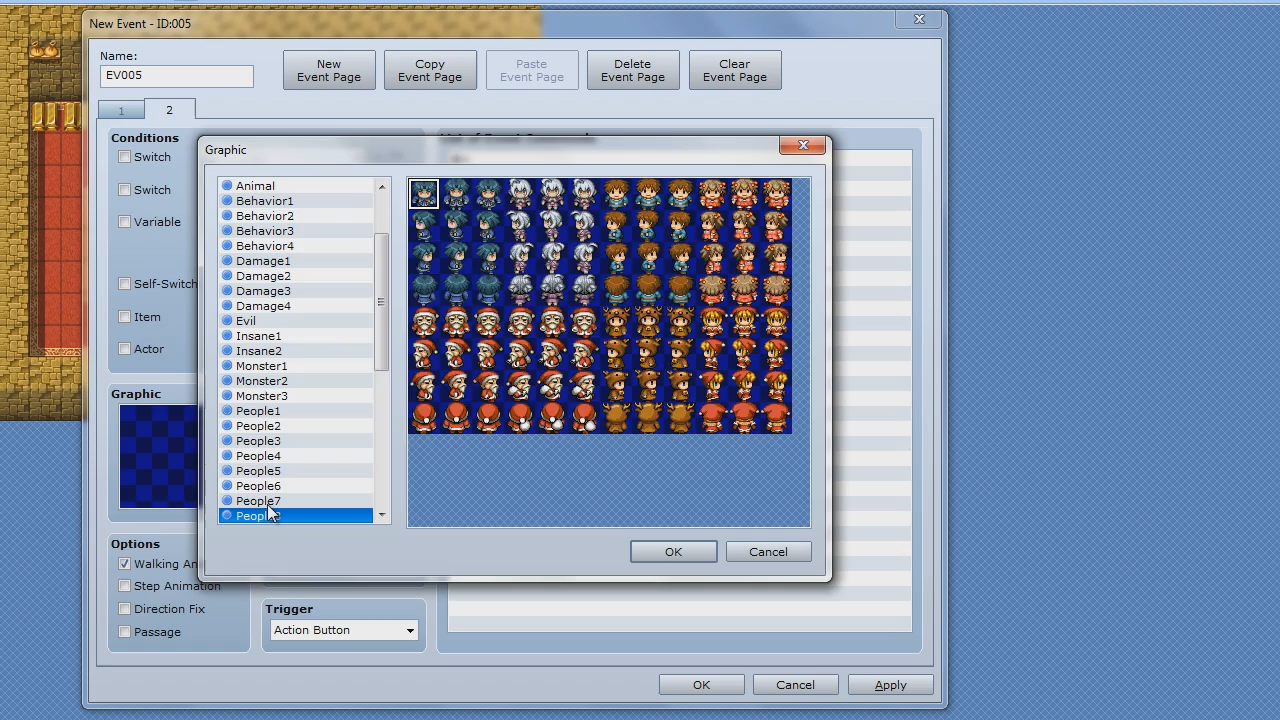 New Event - ID:005
Name:
EV005
New
Event Page
Copy
Event Page
Paste
Event Page
Delete
Event Page
Clear
Event Page
1
2
Conditions
Switch
Switch
Variable
Self-Switch
Item
Actor
Graphic
Options
Walking An
Step Animation
Direction Fix
Passage
Trigger
Action Button
Graphic
Animal
Behavior1
Behavior2
Behavior3
Behavior4
Damage1
Damage2
Damage3
Damage4
Evil
Insane1
Insane2
Monster1
Monster2
Monster3
People1
People2
People3
People4
People5
People6
People7
OK
Cancel
OK
Cancel
Apply